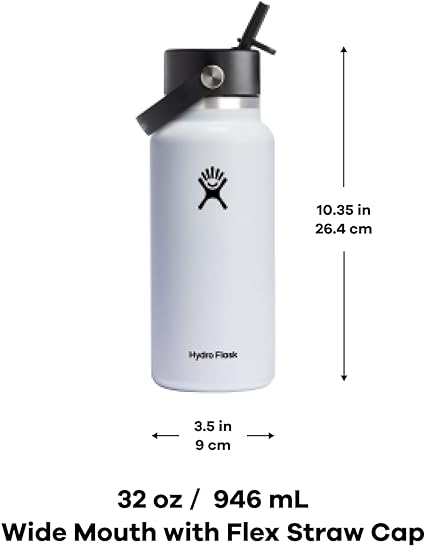 10.35 in
26.4 cm
Hydro Flask
3.5 in
9 cm
32 oz / 946 mL
Wide Mouth with Flex Straw Cap